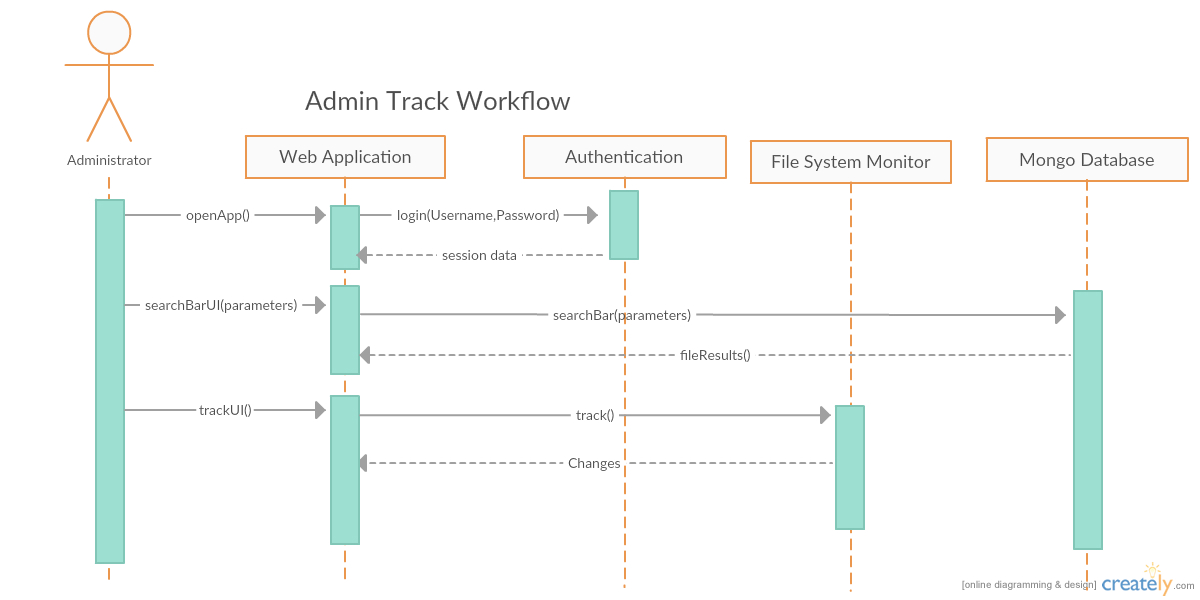 Admin Track Workflow
Administrator
Web Application
Authentication
File System Monitor
Mongo Database
openApp()
login(Username,Password)
session data
searchBarUI(parameters)
searchBar(parameters)
fileResults()
trackUI()
track()
Changes
[online diagramming & design] creately.com